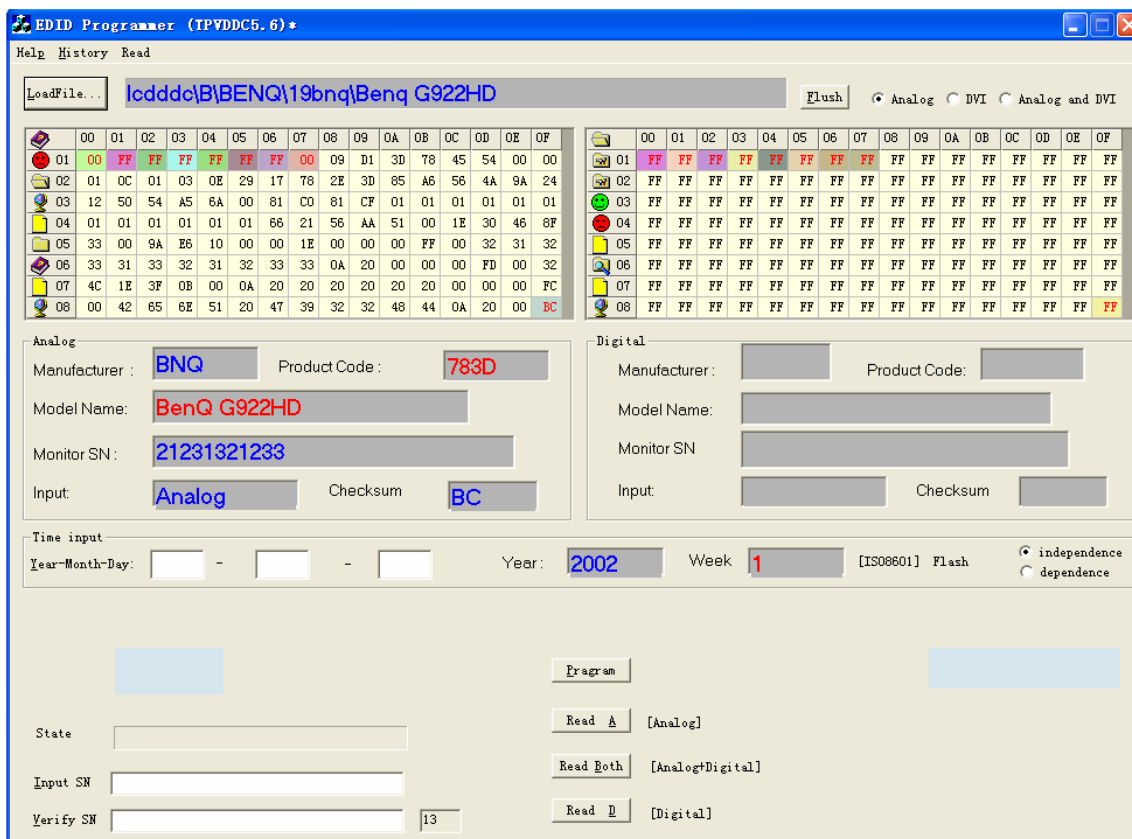 EDID Programmer (TPVDDC5.6)*
Help History Read
LoadFile... lcdddc\B\BENQ\19bnq\Benq G922HD Flush Analog DVI Analog and DVI
00 01 02 03 04 05 06 07 08 09 0A 0B 0C 0D 0E 0F
01 00 FF FF FF FF FF FF 00 09 D1 3D 78 45 54 00 00
02 01 0C 01 03 0E 29 17 78 2E 3D 85 A6 56 4A 9A 24
03 12 50 54 A5 6A 00 81 C0 81 CF 01 01 01 01 01 01
04 01 01 01 01 01 01 66 21 56 AA 51 00 1E 30 46 8F
05 33 00 9A E6 10 00 00 1E 00 00 00 FF 00 32 31 32
06 33 31 33 32 31 32 33 33 0A 20 00 00 00 FD 00 32
07 4C 1E 3F 0B 00 0A 20 20 20 20 20 20 00 00 00 FC
08 00 42 65 6E 51 20 47 39 32 32 48 44 0A 20 00 BC
00 01 02 03 04 05 06 07 08 09 0A 0B 0C 0D 0E 0F
01 FF FF FF FF FF FF FF FF FF FF FF FF FF FF FF FF
02 FF FF FF FF FF FF FF FF FF FF FF FF FF FF FF FF
03 FF FF FF FF FF FF FF FF FF FF FF FF FF FF FF FF
04 FF FF FF FF FF FF FF FF FF FF FF FF FF FF FF FF
05 FF FF FF FF FF FF FF FF FF FF FF FF FF FF FF FF
06 FF FF FF FF FF FF FF FF FF FF FF FF FF FF FF FF
07 FF FF FF FF FF FF FF FF FF FF FF FF FF FF FF FF
08 FF FF FF FF FF FF FF FF FF FF FF FF FF FF FF FF
Analog
Manufacturer : BNQ Product Code : 783D
Model Name: BenQ G922HD
Monitor SN : 21231321233
Input: Analog Checksum BC
Digital
Manufacturer : Product Code:
Model Name:
Monitor SN
Input: Checksum
Time input
Year-Month-Day: - - Year : 2002 Week 1 [ISO8601] Flash independence
dependence
Pragram
Read A [Analog]
State
Read Both [Analog+Digital]
Input SN
Read D [Digital]
Verify SN 13